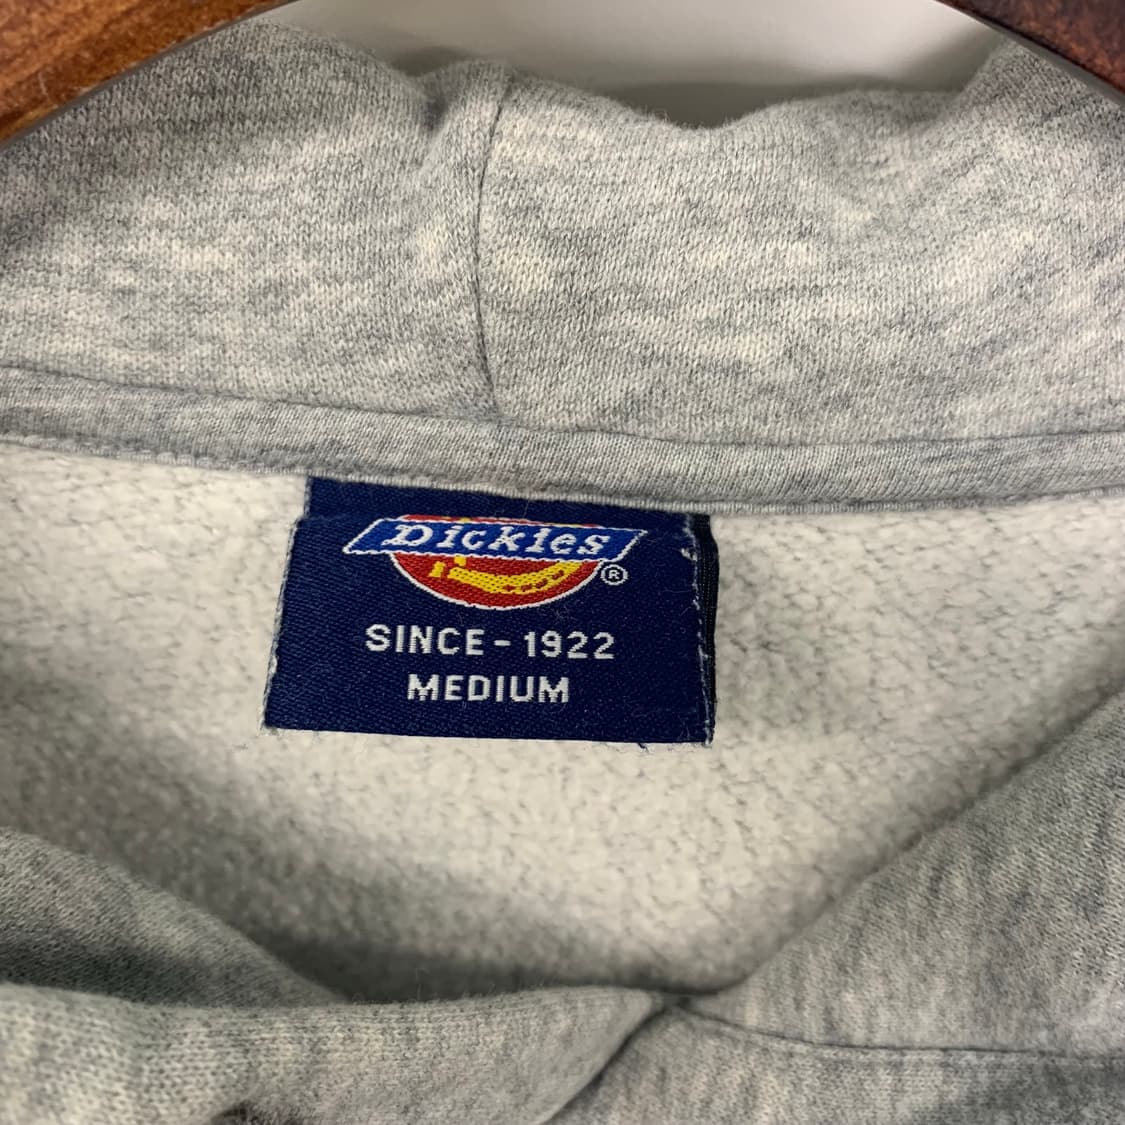 Dickies
®
SINCE - 1922
MEDIUM